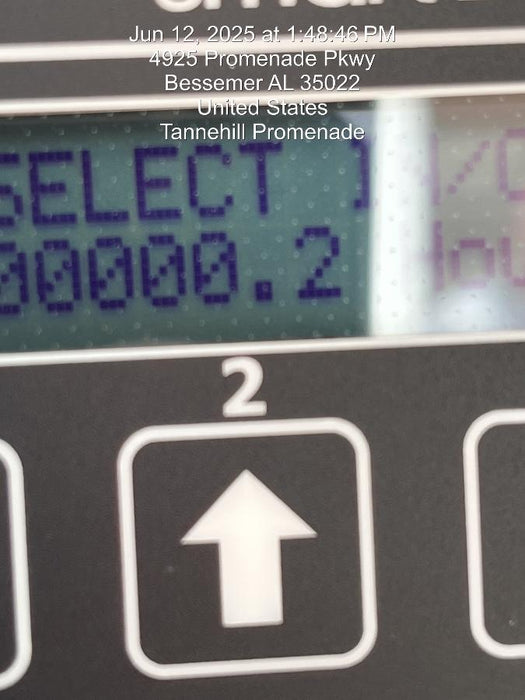 Jun 12, 2025 at 1:48:46 PM
4925 Promenade Pkwy
Bessemer AL 35022
United States
Tannehill Promenade
SELECT
00000.2
2